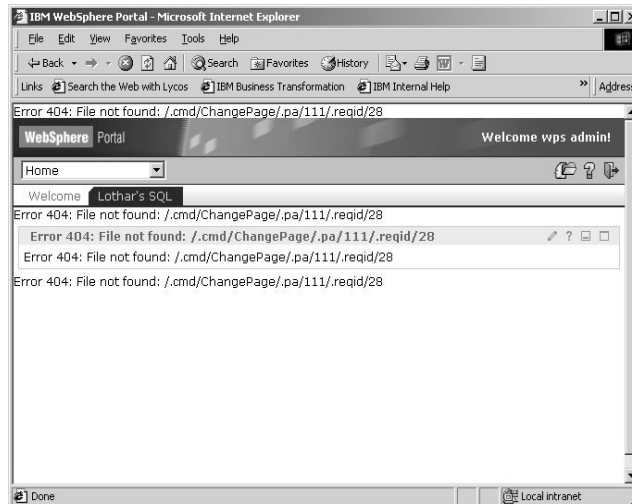 IBM WebSphere Portal - Microsoft Internet Explorer
File Edit View Favorites Tools Help
Back Search Favorites History
Links Search the Web with Lycos IBM Business Transformation IBM Internal Help » Address
Error 404: File not found: /.cmd/ChangePage/.pa/111/.reqid/28
WebSphere Portal Welcome wps admin!
Home
Welcome Lothar's SQL
Error 404: File not found: /.cmd/ChangePage/.pa/111/.reqid/28
Error 404: File not found: /.cmd/ChangePage/.pa/111/.reqid/28
Error 404: File not found: /.cmd/ChangePage/.pa/111/.reqid/28
Error 404: File not found: /.cmd/ChangePage/.pa/111/.reqid/28
Done Local intranet